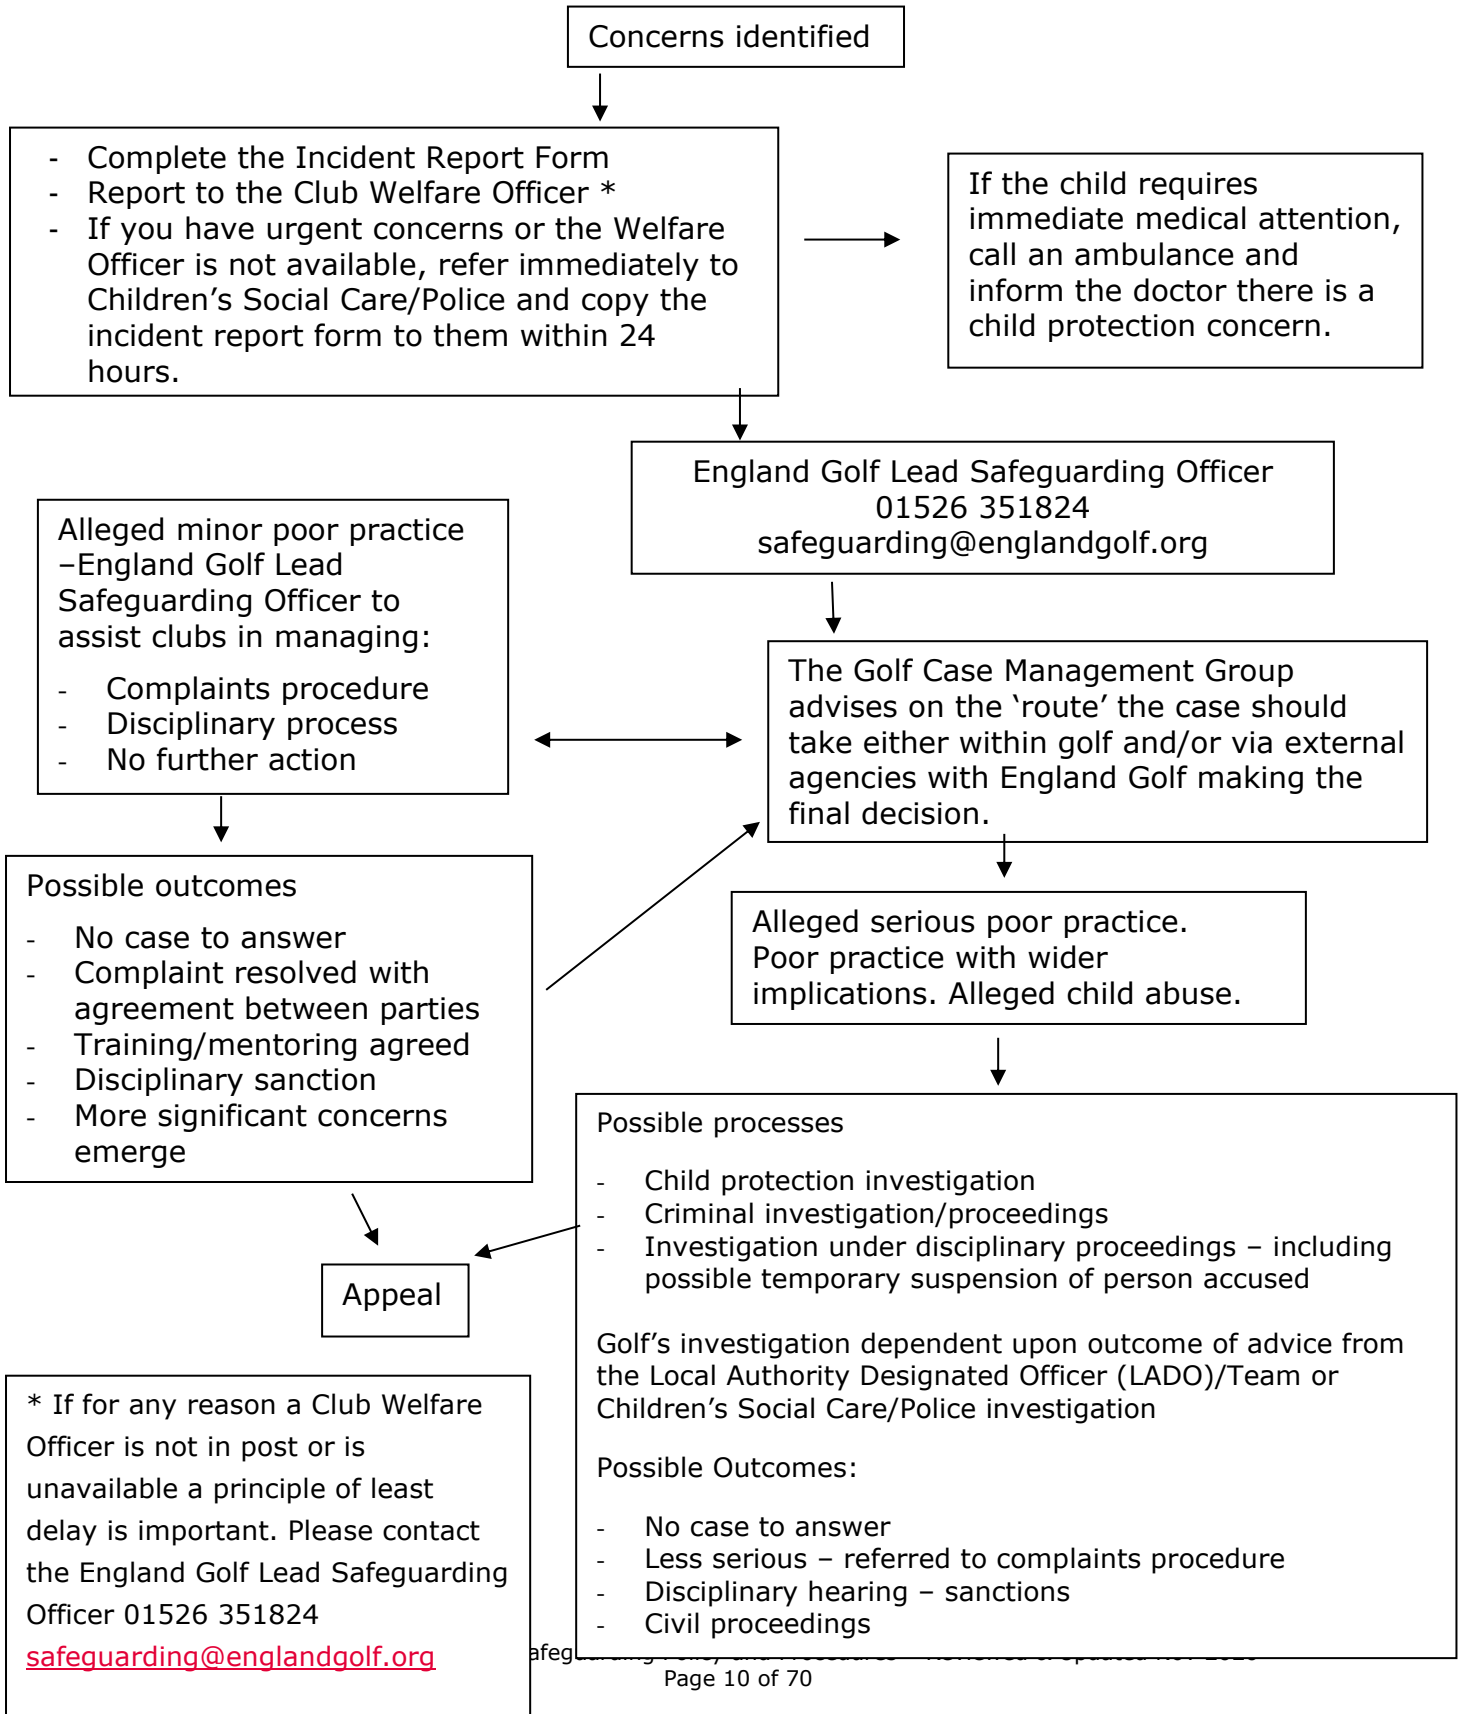 Concerns identified
- Complete the Incident Report Form
- Report to the Club Welfare Officer *
- If you have urgent concerns or the Welfare
Officer is not available, refer immediately to
Children’s Social Care/Police and copy the
incident report form to them within 24
hours.
If the child requires
immediate medical attention,
call an ambulance and
inform the doctor there is a
child protection concern.
England Golf Lead Safeguarding Officer
01526 351824
safeguarding@englandgolf.org
Alleged minor poor practice
–England Golf Lead
Safeguarding Officer to
assist clubs in managing:
- Complaints procedure
- Disciplinary process
- No further action
The Golf Case Management Group
advises on the ‘route’ the case should
take either within golf and/or via external
agencies with England Golf making the
final decision.
Possible outcomes
- No case to answer
- Complaint resolved with
agreement between parties
- Training/mentoring agreed
- Disciplinary sanction
- More significant concerns
emerge
Alleged serious poor practice.
Poor practice with wider
implications. Alleged child abuse.
Possible processes
- Child protection investigation
- Criminal investigation/proceedings
- Investigation under disciplinary proceedings – including
possible temporary suspension of person accused
Golf’s investigation dependent upon outcome of advice from
the Local Authority Designated Officer (LADO)/Team or
Children’s Social Care/Police investigation
Possible Outcomes:
- No case to answer
- Less serious – referred to complaints procedure
- Disciplinary hearing – sanctions
- Civil proceedings
Appeal
* If for any reason a Club Welfare
Officer is not in post or is
unavailable a principle of least
delay is important. Please contact
the England Golf Lead Safeguarding
Officer 01526 351824
safeguarding@englandgolf.org
Page 10 of 70